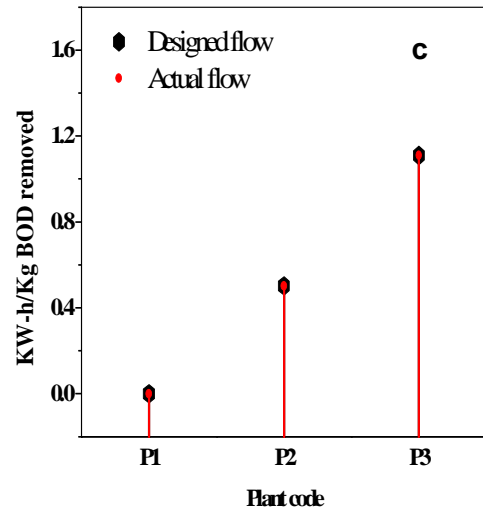 KW-h/Kg BOD removed
1.6
1.2
0.8
0.4
0.0
Designed flow
Actual flow
c
P1 P2 P3
Plant code